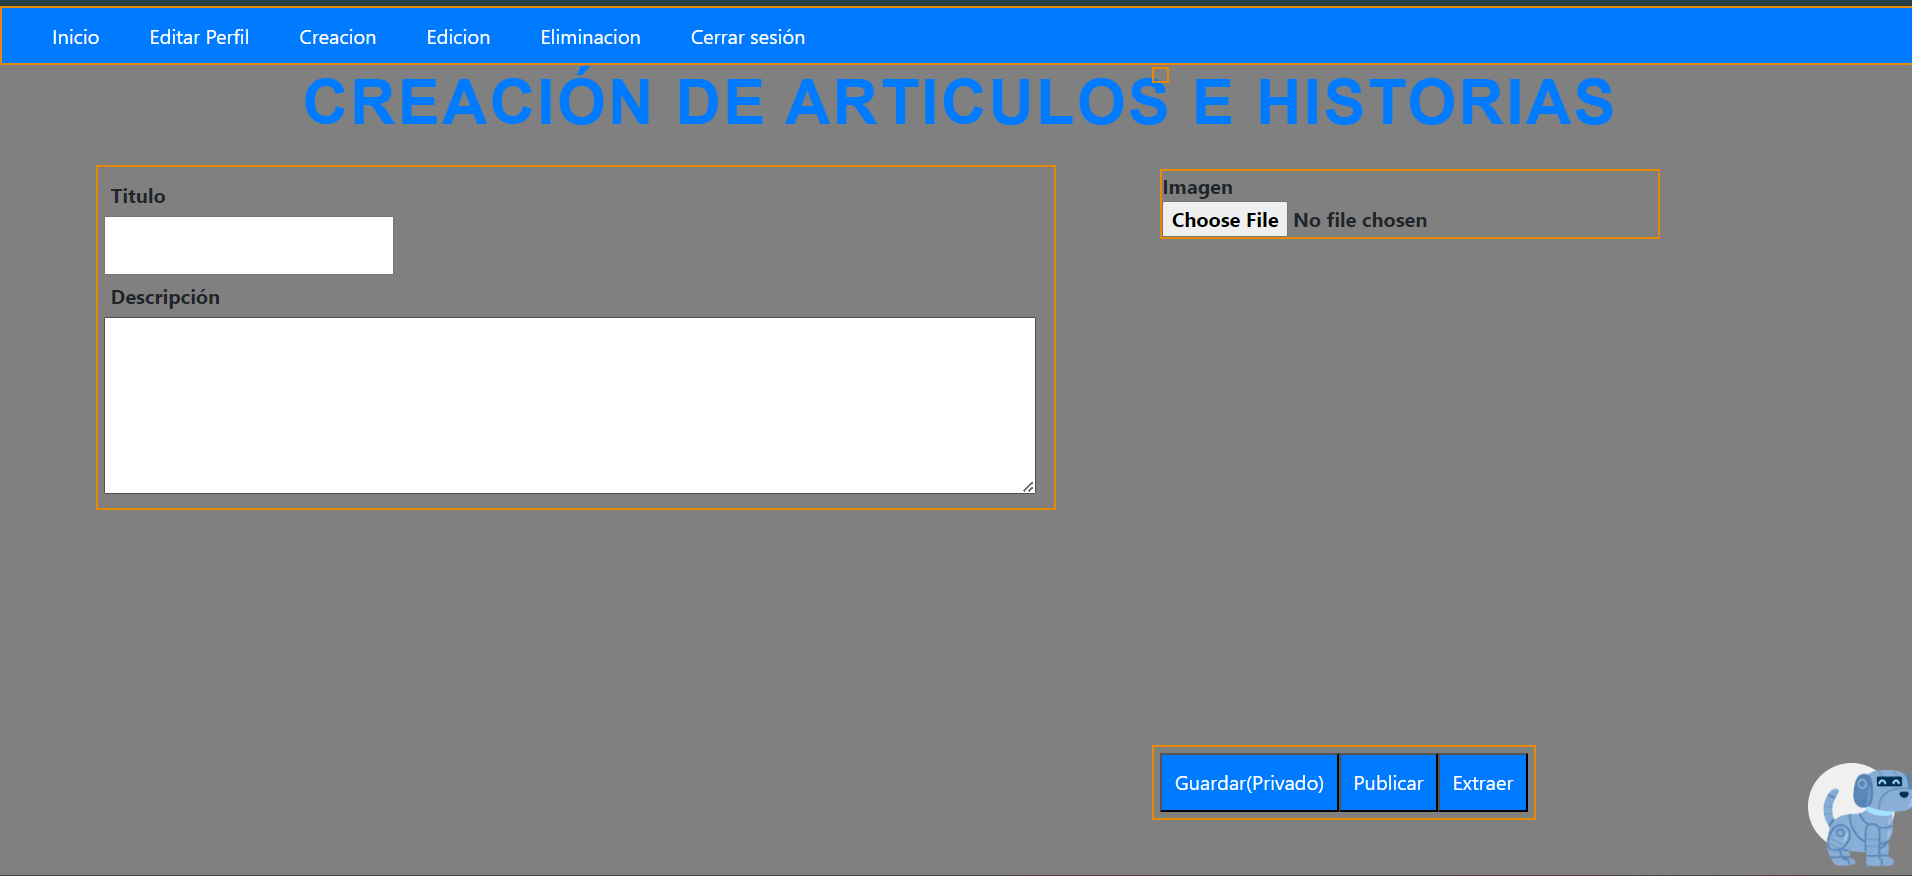 Inicio Editar Perfil Creacion Edicion Eliminacion Cerrar sesión
CREACIÓN DE ARTICULOS E HISTORIAS
Titulo
Descripción
Imagen
Choose File No file chosen
Guardar(Privado) Publicar Extraer